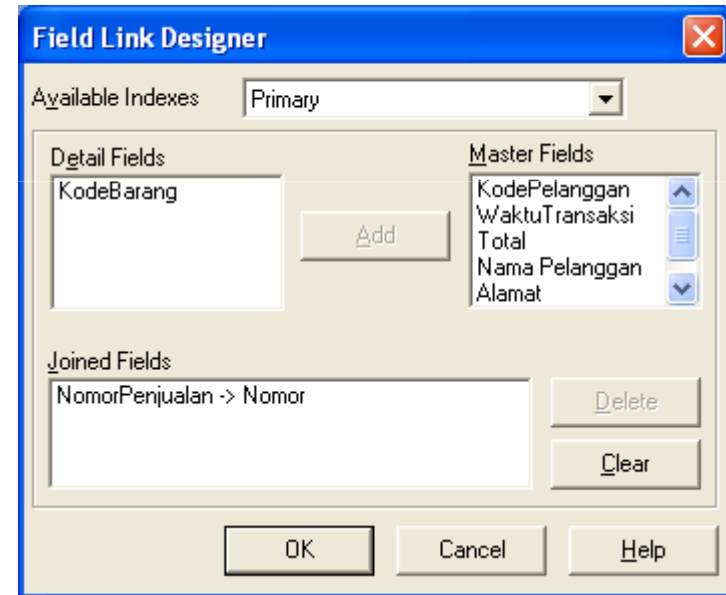 Field Link Designer
Available Indexes
Primary
Detail Fields
Master Fields
KodeBarang
Add
KodePelanggan
WaktuTransaksi
Total
Nama Pelanggan
Alamat
Joined Fields
NomorPenjualan -> Nomor
Delete
Clear
OK
Cancel
Help